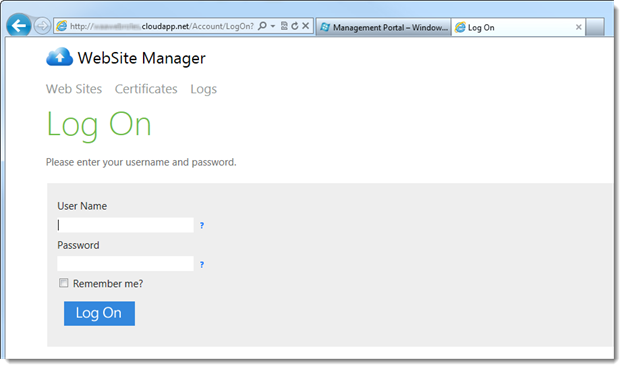 http://
.cloudapp.net/Account/LogOn?
Management Portal – Window...
Log On
WebSite Manager
Web Sites Certificates Logs
Log On
Please enter your username and password.
User Name
?
Password
?
Remember me?
Log On